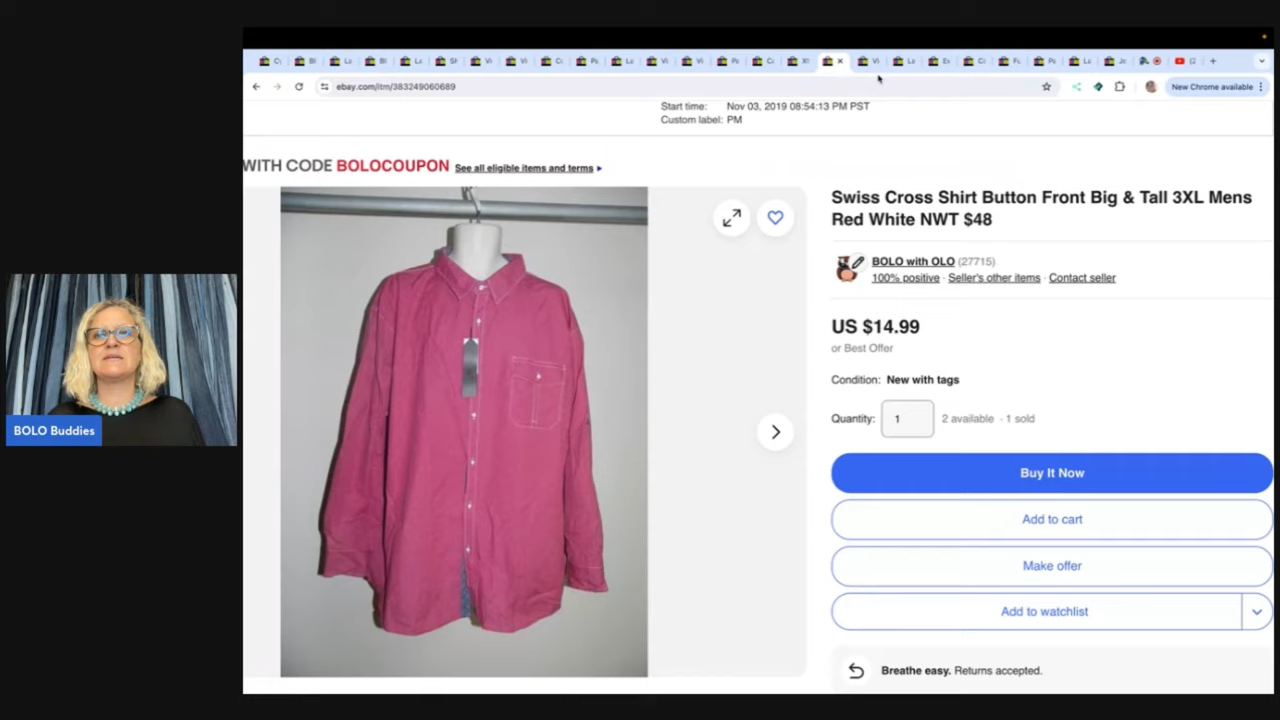 New Chrome available
ebay.com/itm/383249060689
Start time: Nov 03, 2019 08:54:13 PM PST
Custom label: PM
WITH CODE BOLOCOUPON See all eligible items and terms ▸
Swiss Cross Shirt Button Front Big & Tall 3XL Mens
Red White NWT $48
BOLO with OLO (27715)
100% positive · Seller's other items · Contact seller
US $14.99
or Best Offer
Condition: New with tags
Quantity: 1 2 available · 1 sold
Buy It Now
Add to cart
Make offer
Add to watchlist
Breathe easy. Returns accepted.
BOLO Buddies